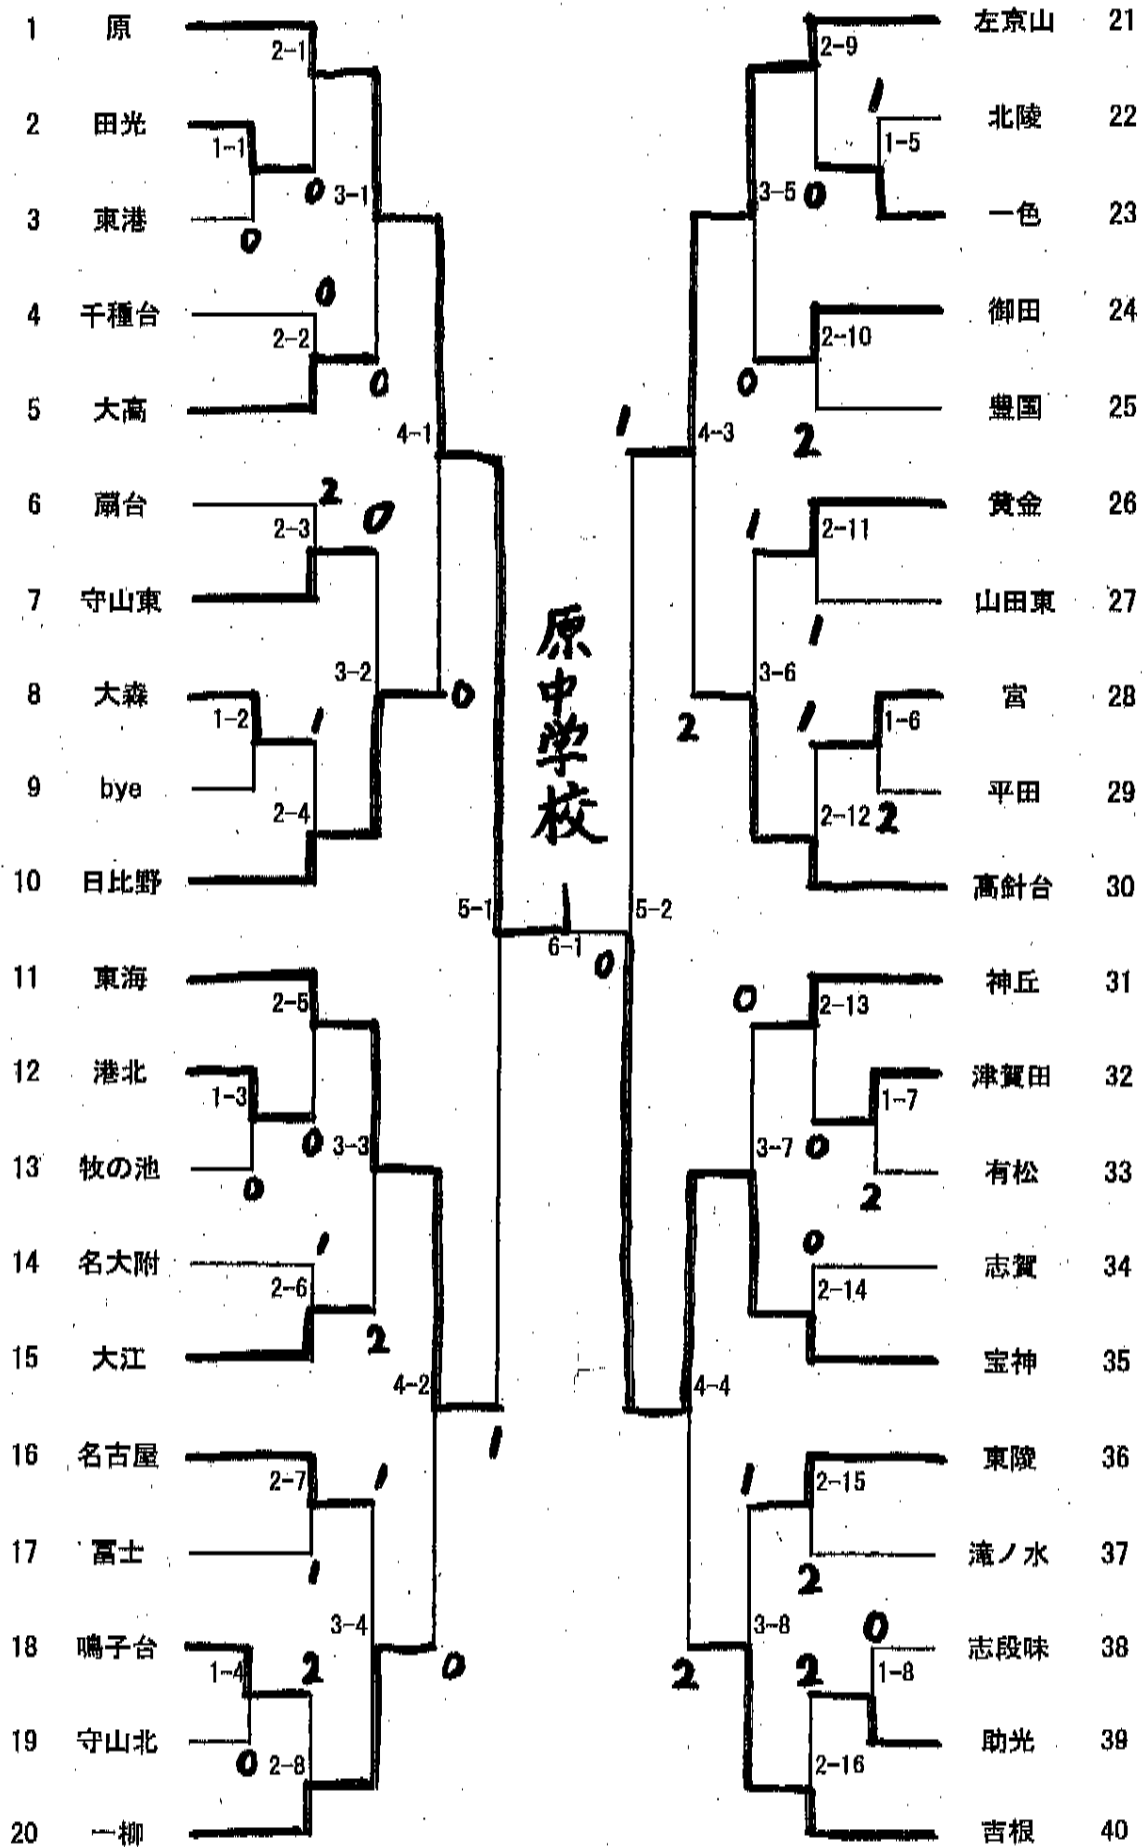 1 原
2-1
2 田光
1-1
0
3-1
3 東港
0
0
4 千種台
2-2
0
5 大高
4-1
6 扇台
2
2-3
0
7 守山東
3-2
8 大森
1-2
1
0
9 bye
2-4
10 日比野
5-1
11 東海
2-5
12 港北
1-3
0
3-3
13 牧の池
0
14 名大附
1
2-6
2
15 大江
4-2
1
16 名古屋
2-7
1
17 冨士
1
3-4
18 鳴子台
1-4
2
0
19 守山北
0
2-8
20 一柳
原中学校
6-1
0
左京山 21
2-9
1
北陵 22
1-5
3-5
0
一色 23
御田 24
2-10
0
豊国 25
1
4-3
2
黄金 26
1
2-11
山田東 27
1
3-6
宮 28
1
1-6
2
平田 29
2-12
2
高針台 30
5-2
神丘 31
0
2-13
津賀田 32
1-7
3-7
0
有松 33
2
0
志賀 34
2-14
宝神 35
4-4
東陵 36
1
2-15
滝ノ水 37
2
3-8
0
志段味 38
2
2
1-8
助光 39
2-16
吉根 40